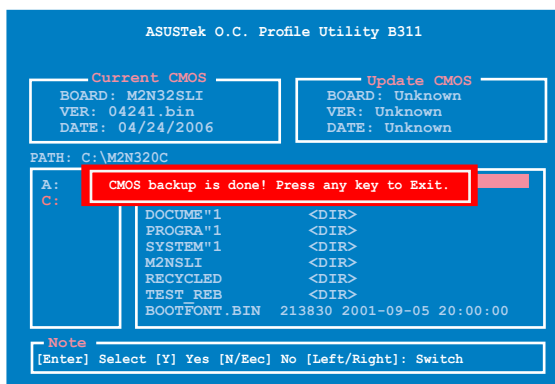 ASUSTek O.C. Profile Utility B311
Current CMOS
BOARD: M2N32SLI
VER: 04241.bin
DATE: 04/24/2006
Update CMOS
BOARD: Unknown
VER: Unknown
DATE: Unknown
PATH: C:\M2N320C
A:
C:
CMOS backup is done! Press any key to Exit.
DOCUME"1 <DIR>
PROGRA"1 <DIR>
SYSTEM"1 <DIR>
M2NSLI <DIR>
RECYCLED <DIR>
TEST_REB <DIR>
BOOTFONT.BIN 213830 2001-09-05 20:00:00
Note
[Enter] Select [Y] Yes [N/Eec] No [Left/Right]: Switch